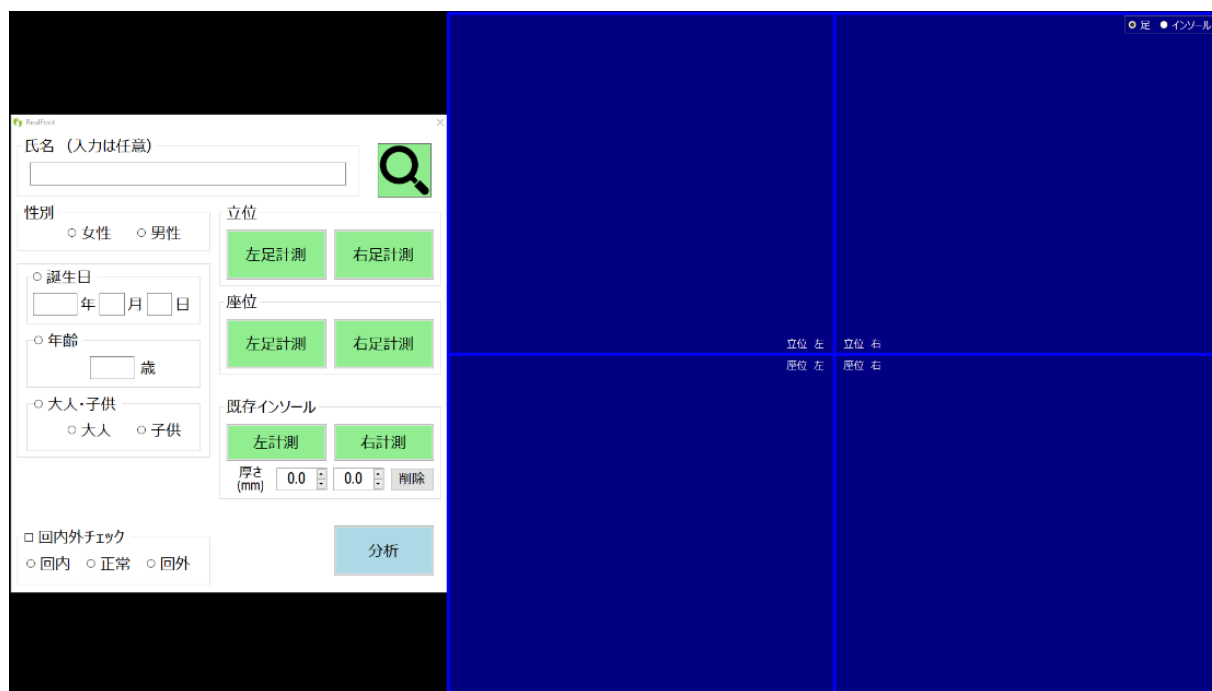 RealFoot
氏名 (入力は任意)
性別
女性 男性
誕生日
年 月 日
年齢
歳
大人・子供
大人 子供
回内外チェック
回内 正常 回外
立位
左足計測 右足計測
座位
左足計測 右足計測
既存インソール
左計測 右計測
厚さ
(mm) 0.0 0.0 削除
分析
足 インソール
立位 左 立位 右
座位 左 座位 右